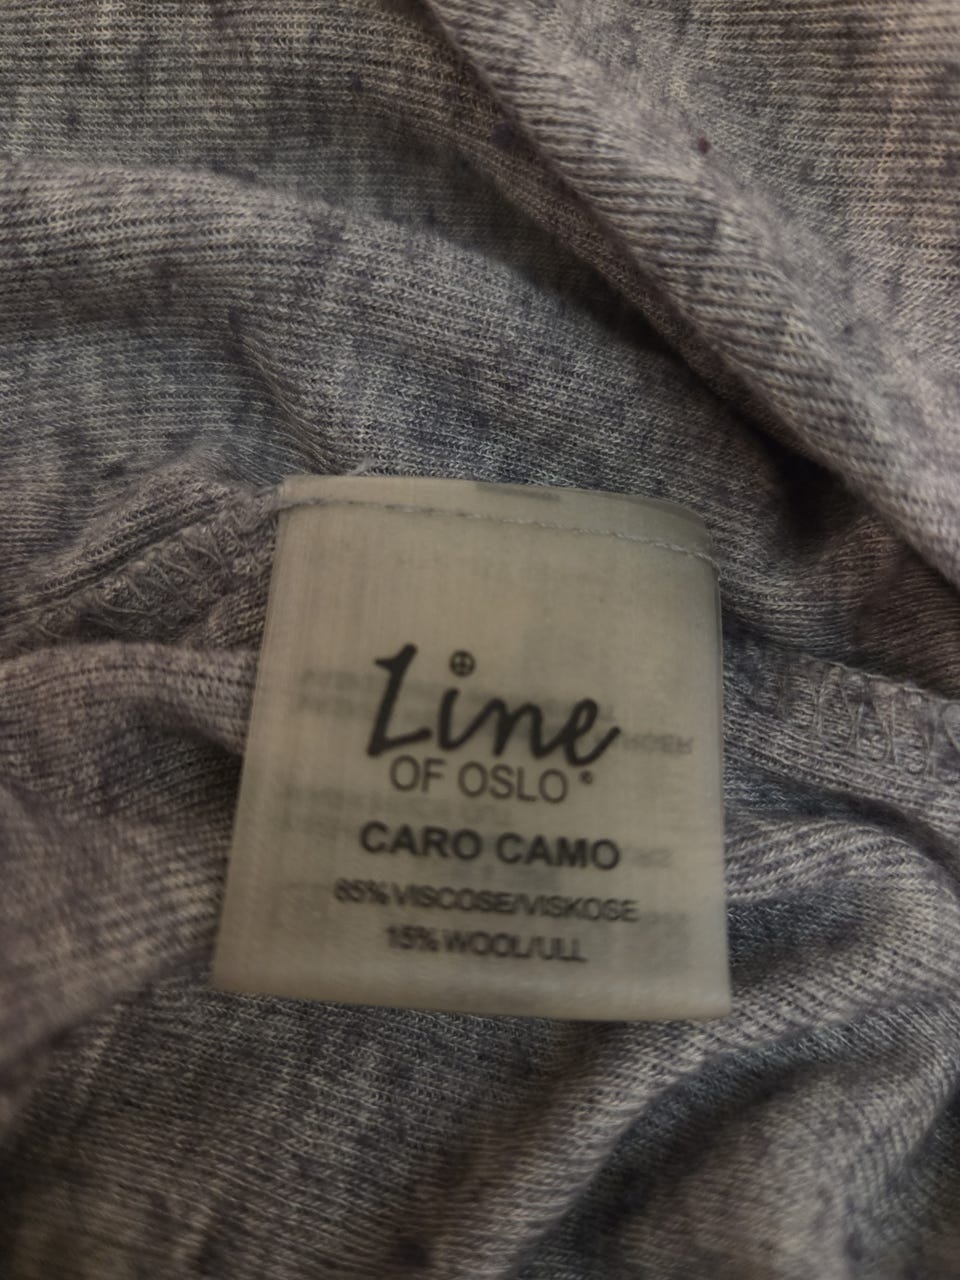 Line
OF OSLO®
CARO CAMO
85% VISCOSE/VISKOSE
15% WOOL/ULL